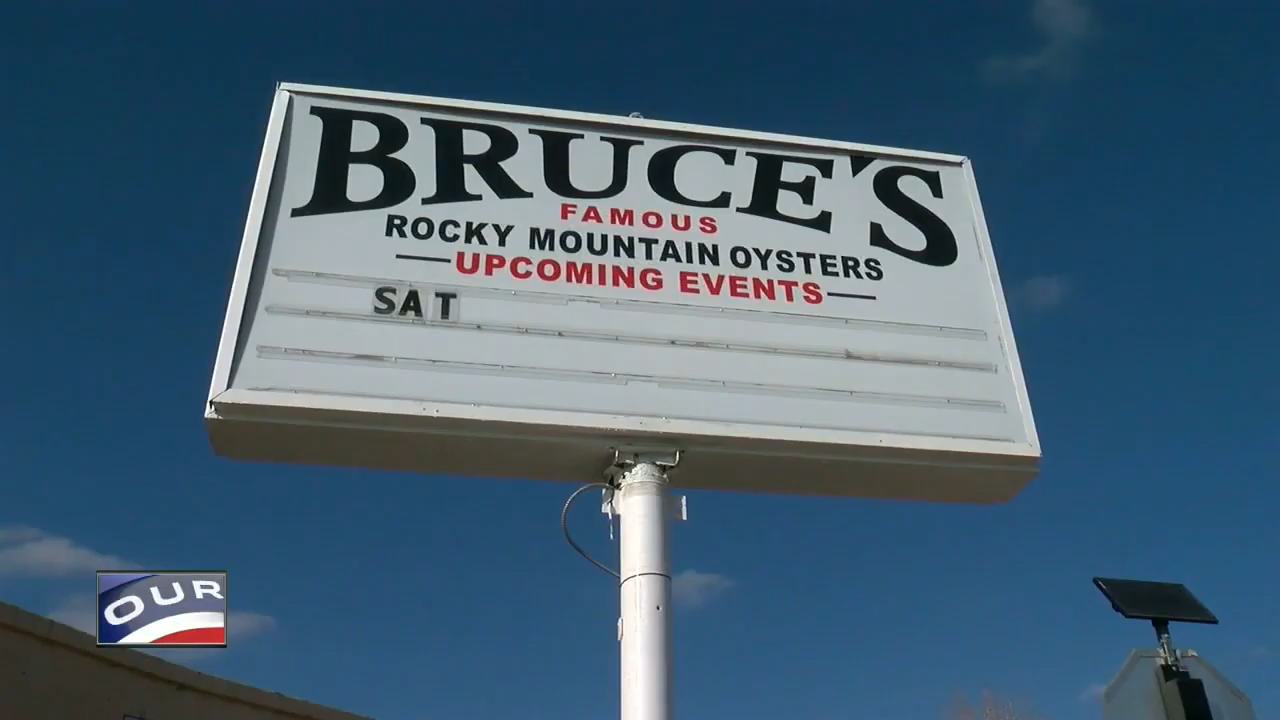 BRUCE'S
FAMOUS
ROCKY MOUNTAIN OYSTERS
UPCOMING EVENTS
SAT
OUR